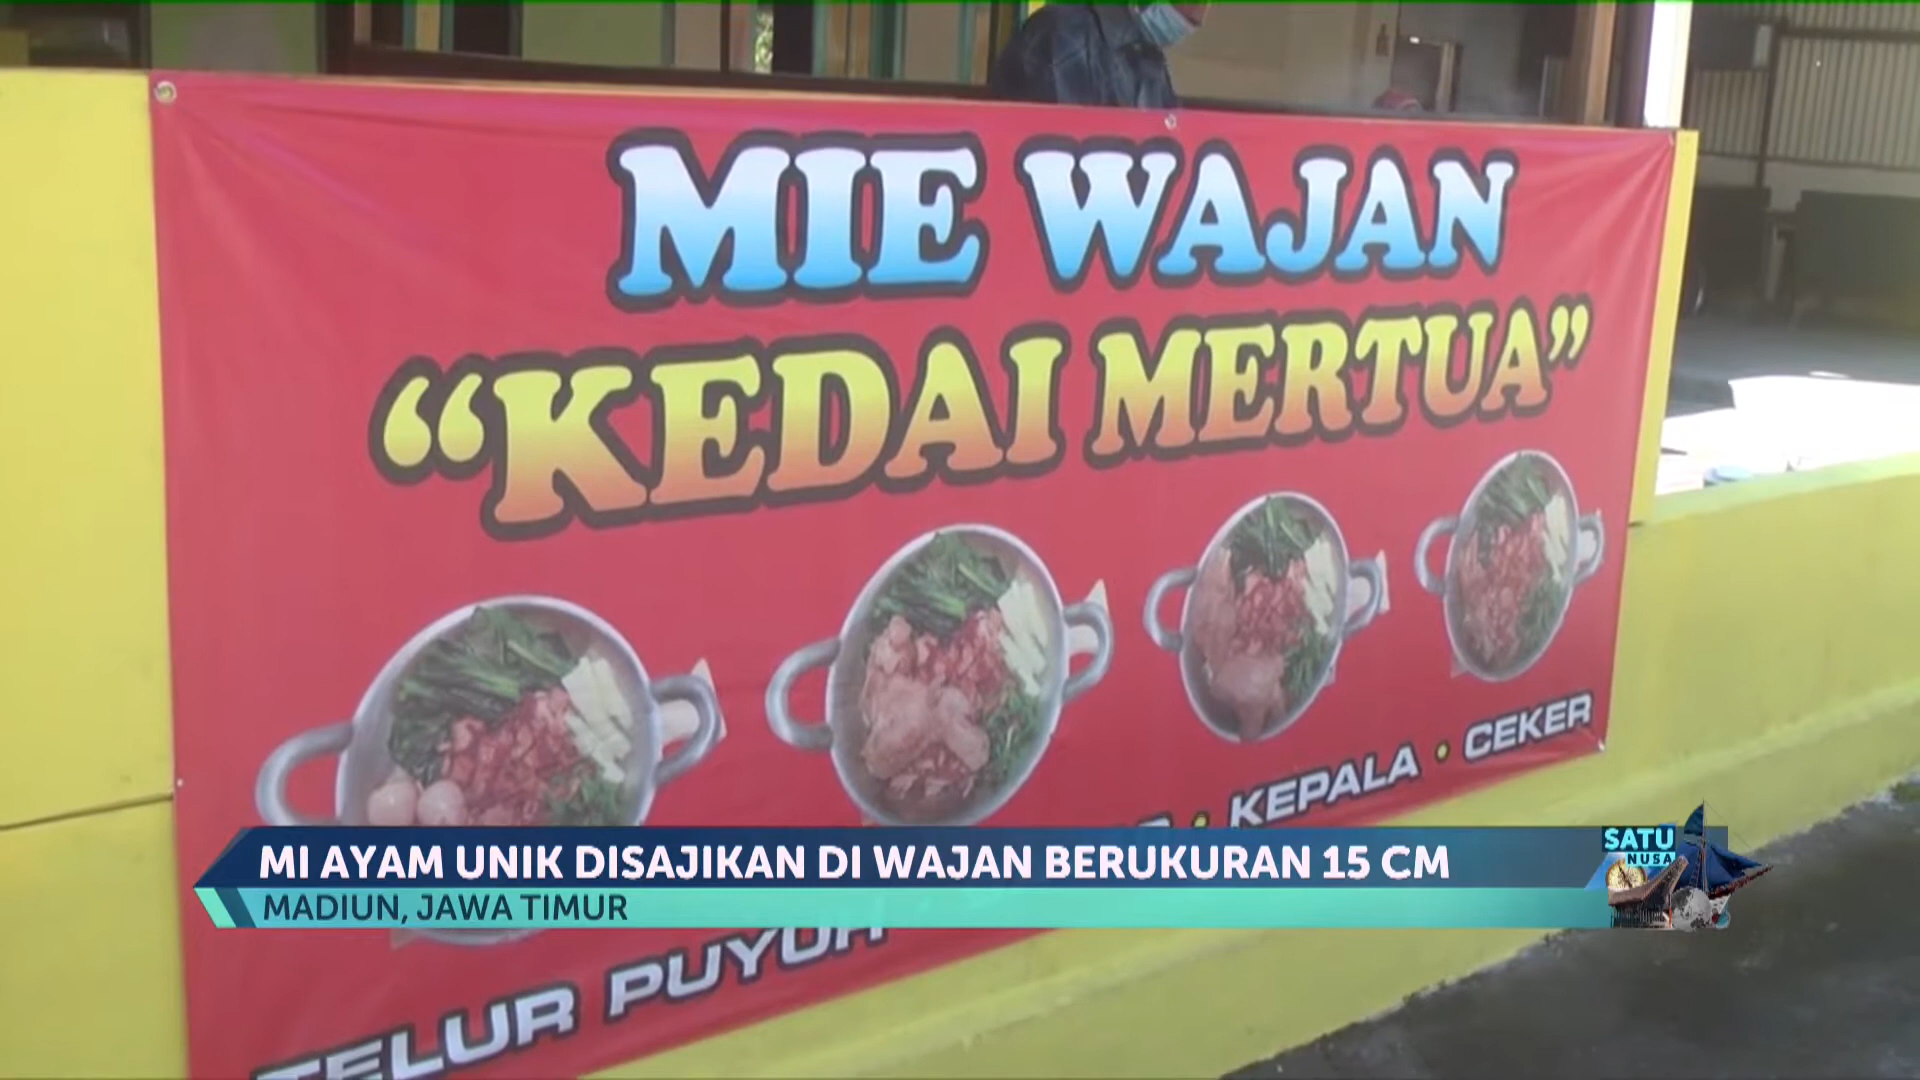 MIE WAJAN
“KEDAI MERTUA”
TELUR PUYUH
· KEPALA · CEKER
MI AYAM UNIK DISAJIKAN DI WAJAN BERUKURAN 15 CM
MADIUN, JAWA TIMUR
SATU
NUSA